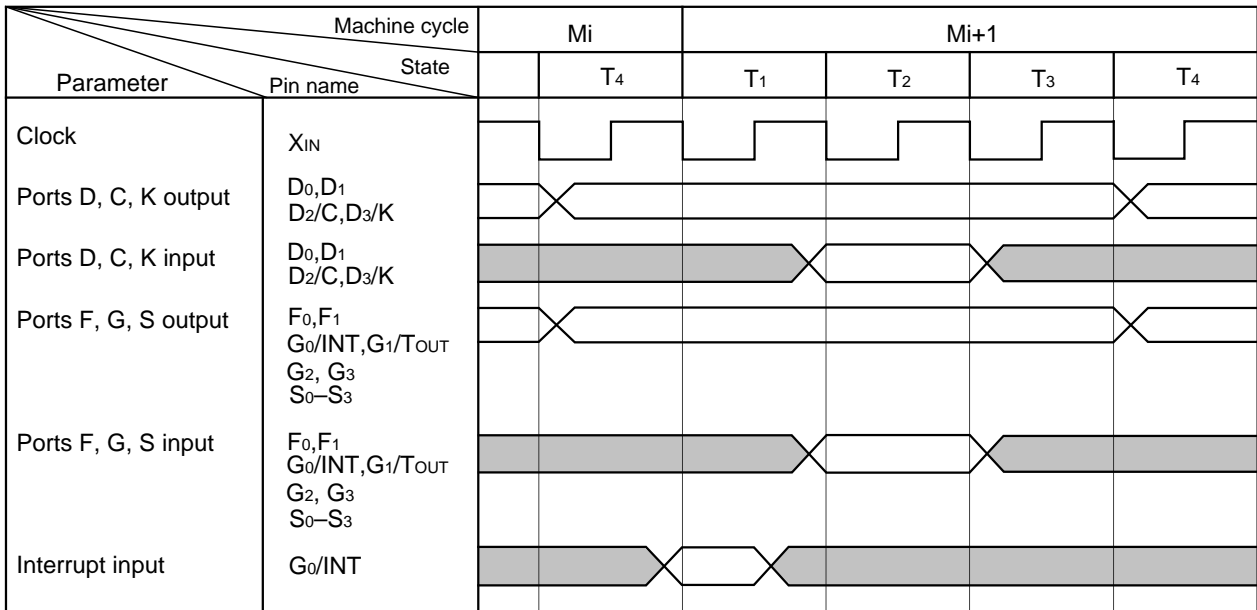 Machine cycle Mi Mi+1
State T4 T1 T2 T3 T4
Parameter Pin name
Clock XIN
Ports D, C, K output D0,D1
D2/C,D3/K
Ports D, C, K input D0,D1
D2/C,D3/K
Ports F, G, S output F0,F1
G0/INT,G1/TOUT
G2, G3
S0–S3
Ports F, G, S input F0,F1
G0/INT,G1/TOUT
G2, G3
S0–S3
Interrupt input G0/INT